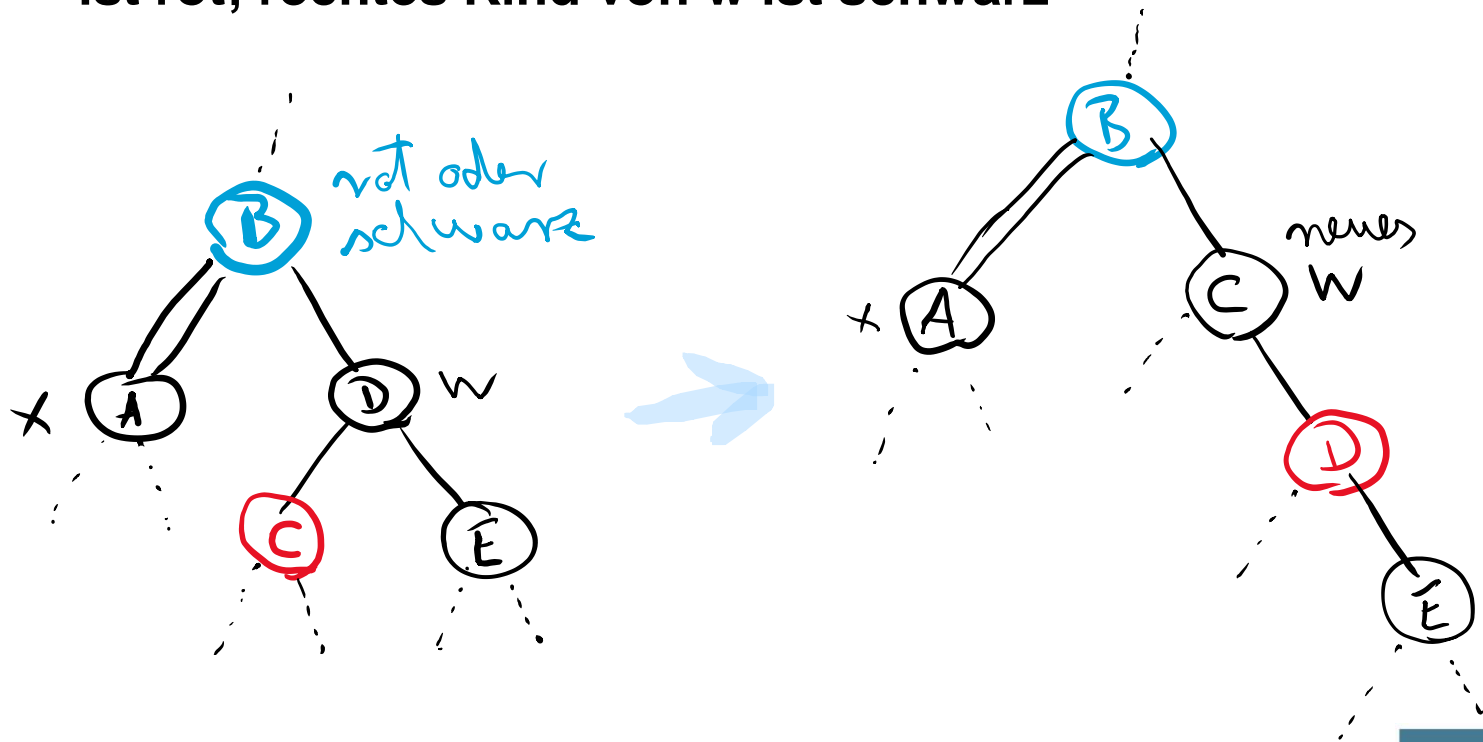 ist rot, rechtes Kind von w ist schwarz
B
rot oder
schwarz
X
A
D
W
C
E
B
neues
W
C
x
A
D
E